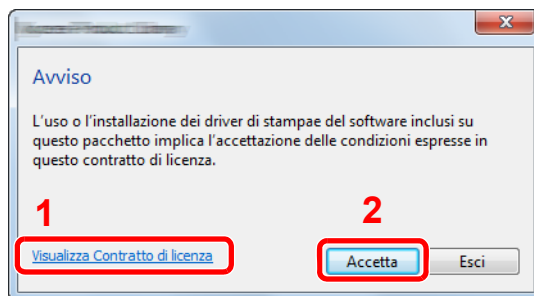 Avviso
L'uso o l'installazione dei driver di stampae del software inclusi su
questo pacchetto implica l'accettazione delle condizioni espresse in
questo contratto di licenza.
1
2
Visualizza Contratto di licenza
Accetta
Esci